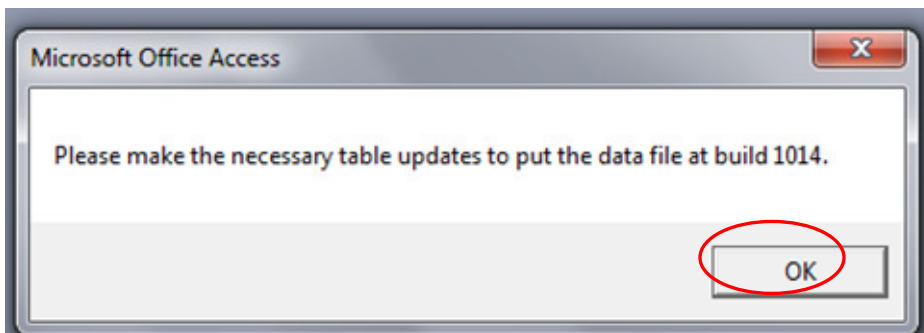 Microsoft Office Access
Please make the necessary table updates to put the data file at build 1014.
OK